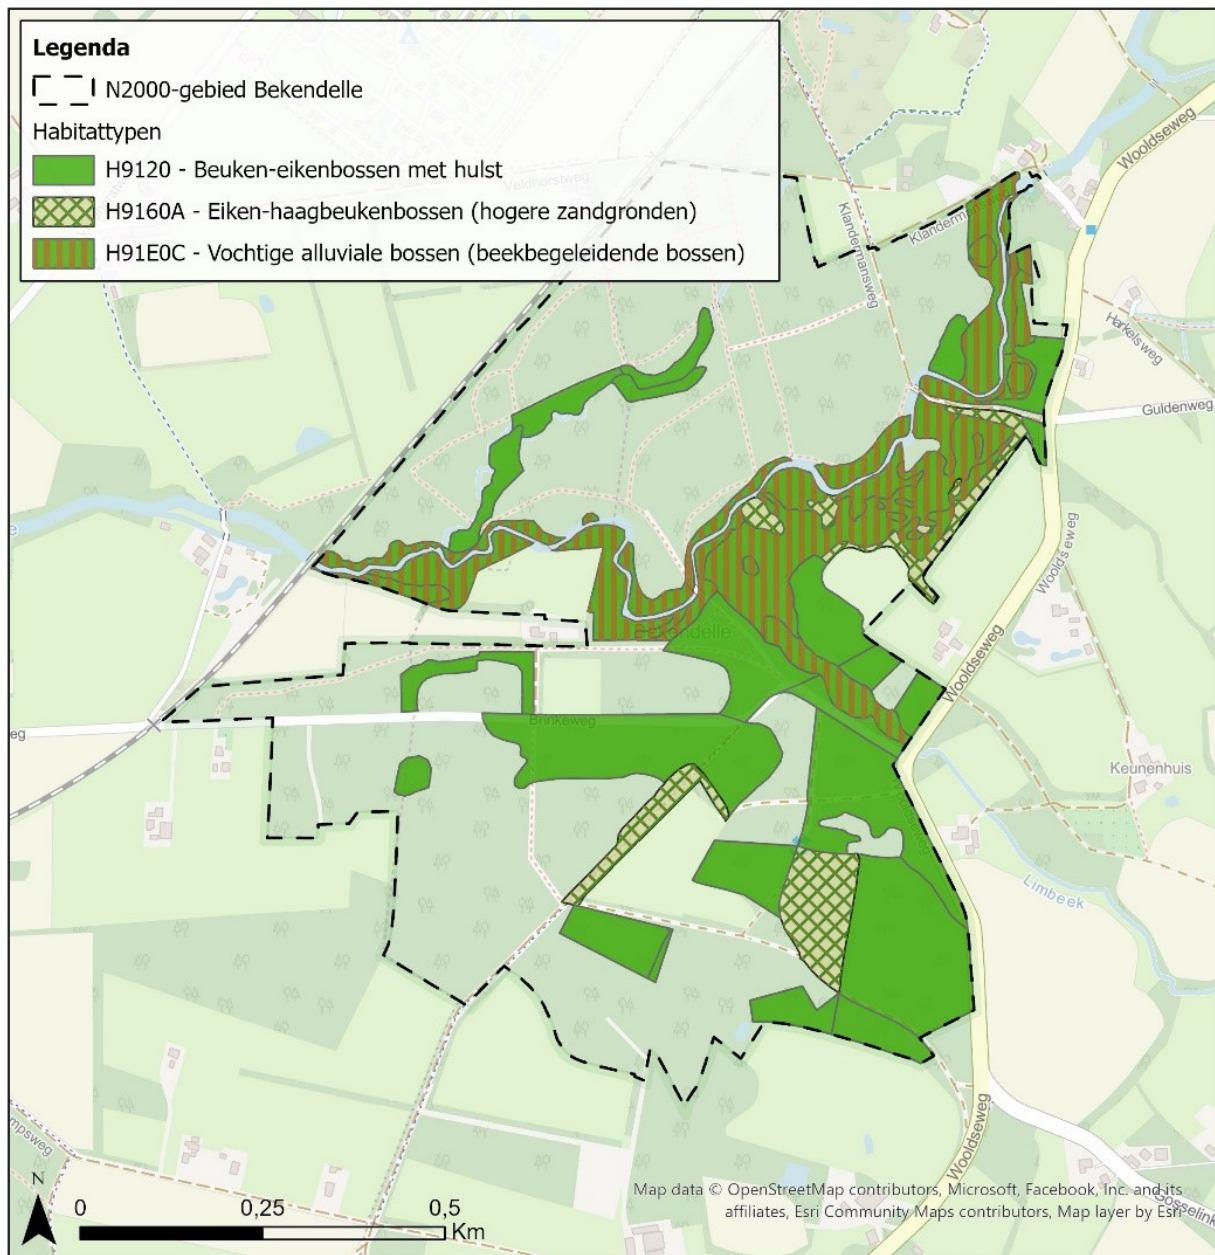 Legenda
N2000-gebied Bekendelle
Habitattypen
H9120 - Beuken-eikenbossen met hulst
H9160A - Eiken-haagbeukenbossen (hogere zandgronden)
H91E0C - Vochtige alluviale bossen (beekbegeleidende bossen)
Veldhorstweg
Wooldseweg
Klandermansweg
Harkelsweg
Guldenweg
Wooldseweg
Bekendelle
Wooldseweg
eg
Brinkeweg
Keunenhuis
Limbeek
Wooldseweg
mpsweg
N
0 0,25 0,5
Km
Map data © OpenStreetMap contributors, Microsoft, Facebook, Inc. and its
affiliates, Esri Community Maps contributors, Map layer by Esri
Gosselink